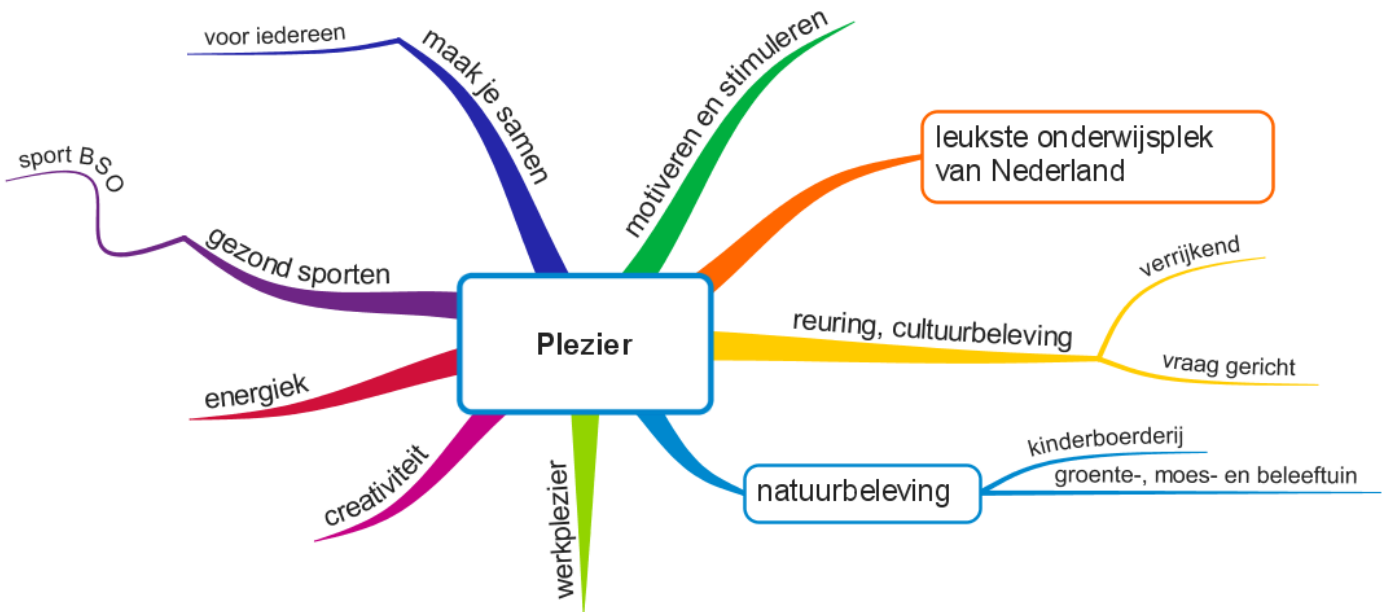 voor iedereen
maak je samen
motiveren en stimuleren
leukste onderwijsplek
van Nederland
sport BSO
gezond sporten
verrijkend
reuring, cultuurbeleving
vraag gericht
Plezier
energiek
creativiteit
werkplezier
natuurbeleving
kinderboerderij
groente-, moes- en beleeftuin